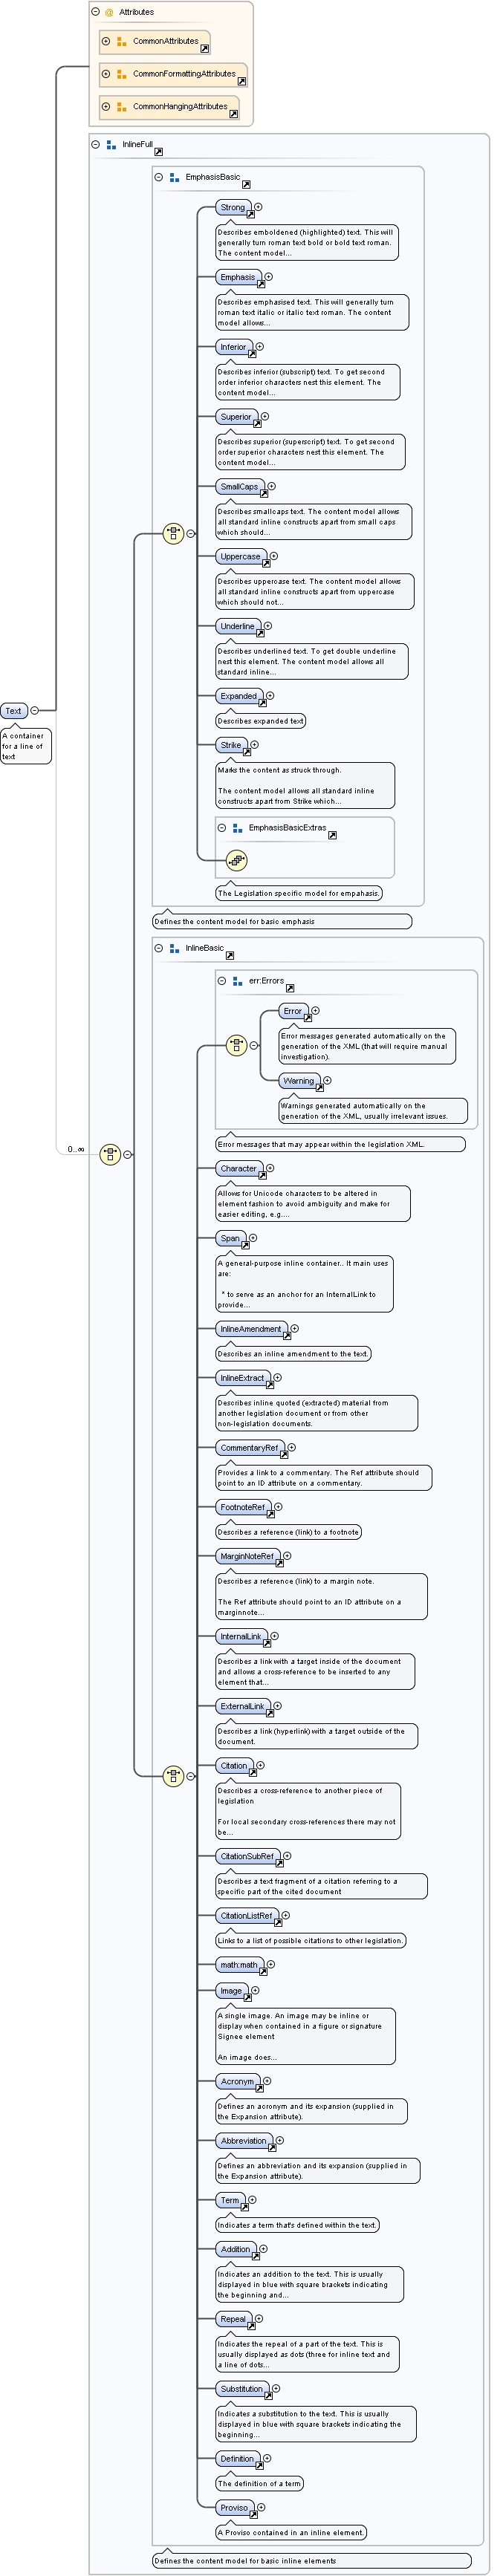 Attributes
CommonAttributes
CommonFormattingAttributes
CommonHangingAttributes
InlineFull
EmphasisBasic
Strong
Describes emboldened (highlighted) text. This will
generally turn roman text bold or bold text roman.
The content model...
Emphasis
Describes emphasised text. This will generally turn
roman text italic or italic text roman. The content
model allows...
Inferior
Describes inferior (subscript) text. To get second
order inferior characters nest this element. The
content model...
Superior
Describes superior (superscript) text. To get second
order superior characters nest this element. The
content model...
SmallCaps
Describes smallcaps text. The content model allows
all standard inline constructs apart from small caps
which should...
Uppercase
Describes uppercase text. The content model allows
all standard inline constructs apart from uppercase
which should not...
Underline
Describes underlined text. To get double underline
nest this element. The content model allows all
standard inline...
Expanded
Describes expanded text
Text
A container
for a line of
text
Strike
Marks the content as struck through.
The content model allows all standard inline
constructs apart from Strike which...
EmphasisBasicExtras
The Legislation specific model for empahasis.
Defines the content model for basic emphasis
InlineBasic
err:Errors
Error
Error messages generated automatically on the
generation of the XML (that will require manual
investigation).
Warning
Warnings generated automatically on the
generation of the XML, usually irrelevant issues.
Error messages that may appear within the legislation XML.
0..∞
Character
Allows for Unicode characters to be altered in
element fashion to avoid ambiguity and make for
easier editing, e.g....
Span
A general-purpose inline container.. It main uses
are:
* to serve as an anchor for an InternalLink to
provide...
InlineAmendment
Describes an inline amendment to the text.
InlineExtract
Describes inline quoted (extracted) material from
another legislation document or from other
non-legislation documents.
CommentaryRef
Provides a link to a commentary. The Ref attribute should
point to an ID attribute on a commentary.
FootnoteRef
Describes a reference (link) to a footnote
MarginNoteRef
Describes a reference (link) to a margin note.
The Ref attribute should point to an ID attribute on a
marginnote...
InternalLink
Describes a link with a target inside of the document
and allows a cross-reference to be inserted to any
element that...
ExternalLink
Describes a link (hyperlink) with a target outside of the
document.
Citation
Describes a cross-reference to another piece of
legislation
For local secondary cross-references there may not
be...
CitationSubRef
Describes a text fragment of a citation referring to a
specific part of the cited document
CitationListRef
Links to a list of possible citations to other legislation.
math:math
Image
A single image. An image may be inline or
display when contained in a figure or signature
Signee element
An image does...
Acronym
Defines an acronym and its expansion (supplied in
the Expansion attribute).
Abbreviation
Defines an abbreviation and its expansion (supplied in
the Expansion attribute).
Term
Indicates a term that's defined within the text.
Addition
Indicates an addition to the text. This is usually
displayed in blue with square brackets indicating
the beginning and...
Repeal
Indicates the repeal of a part of the text. This is
usually displayed as dots (three for inline text and
a line of dots...
Substitution
Indicates a substitution to the text. This is usually
displayed in blue with square brackets indicating the
beginning...
Definition
The definition of a term
Proviso
A Proviso contained in an inline element.
Defines the content model for basic inline elements